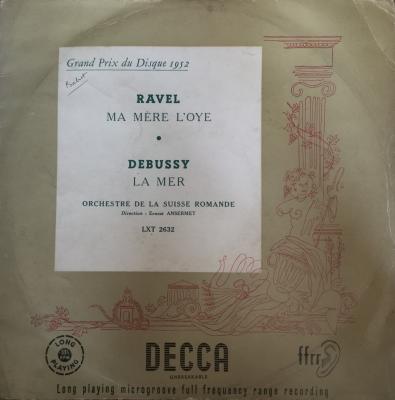 Grand Prix du Disque 1952
RAVEL
MA MÈRE L'OYE
DEBUSSY
LA MER
ORCHESTRE DE LA SUISSE ROMANDE
Direction : Ernest ANSERMET
LXT 2632
LONG
PLAYING
DECCA
UNBREAKABLE
ffrr
Long playing microgroove full frequency range recording